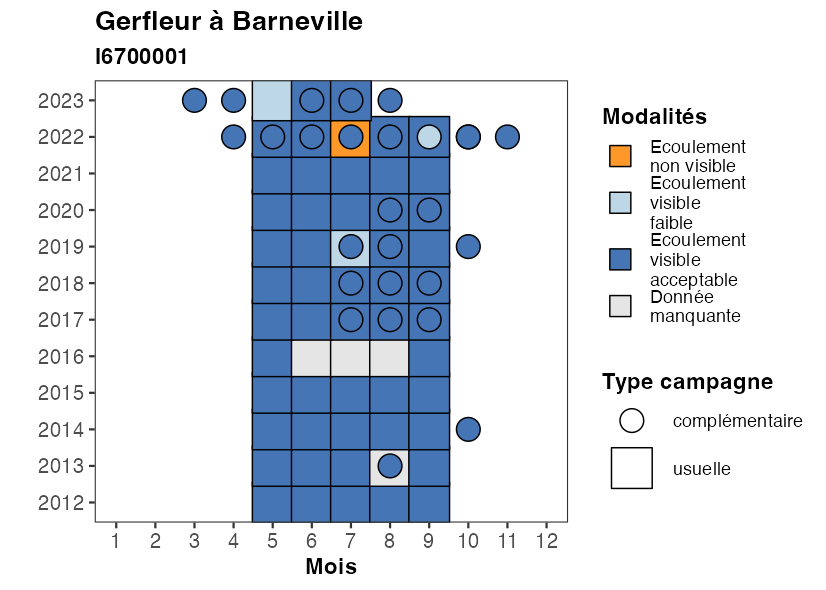 Gerfleur à Barneville
I6700001
2023
2022
2021
2020
2019
2018
2017
2016
2015
2014
2013
2012
1 2 3 4 5 6 7 8 9 10 11 12
Mois
Modalités
Ecoulement
non visible
Ecoulement
visible
faible
Ecoulement
visible
acceptable
Donnée
manquante
Type campagne
complémentaire
usuelle